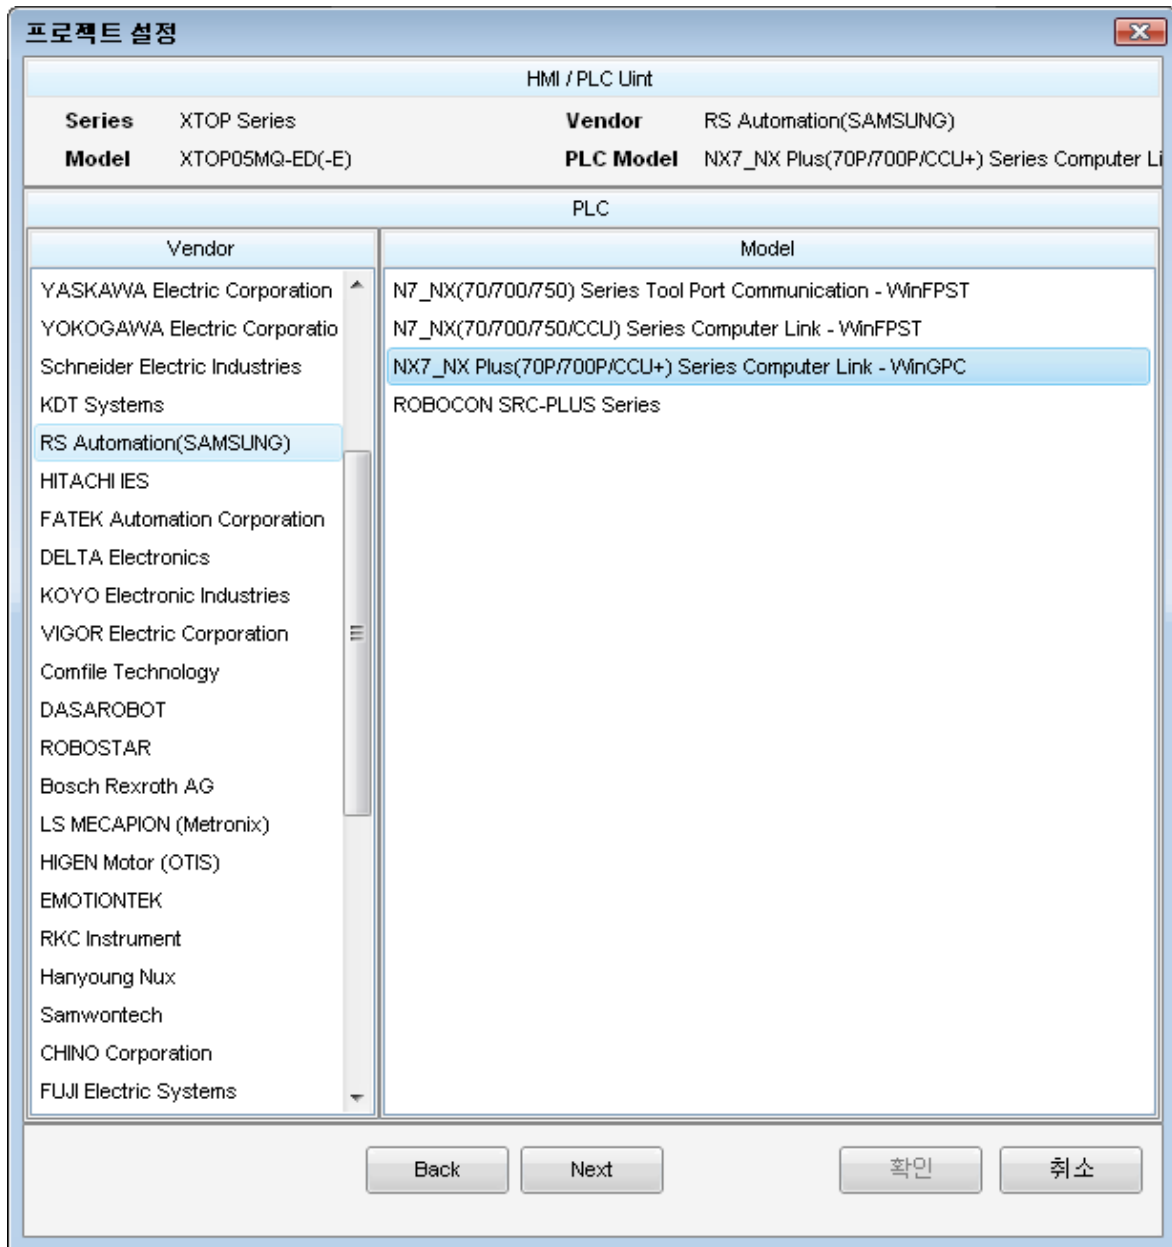 프로젝트 설정
HMI / PLC Uint
Series XTOP Series Vendor RS Automation(SAMSUNG)
Model XTOP05MQ-ED(-E) PLC Model NX7_NX Plus(70P/700P/CCU+) Series Computer Li
PLC
Vendor
YASKAWA Electric Corporation
YOKOGAWA Electric Corporatio
Schneider Electric Industries
KDT Systems
RS Automation(SAMSUNG)
HITACHI IES
FATEK Automation Corporation
DELTA Electronics
KOYO Electronic Industries
VIGOR Electric Corporation
Comfile Technology
DASAROBOT
ROBOSTAR
Bosch Rexroth AG
LS MECAPION (Metronix)
HIGEN Motor (OTIS)
EMOTIONTEK
RKC Instrument
Hanyoung Nux
Samwontech
CHINO Corporation
FUJI Electric Systems
Model
N7_NX(70/700/750) Series Tool Port Communication - WinFPST
N7_NX(70/700/750/CCU) Series Computer Link - WinFPST
NX7_NX Plus(70P/700P/CCU+) Series Computer Link - WinGPC
ROBOCON SRC-PLUS Series
Back Next 확인 취소